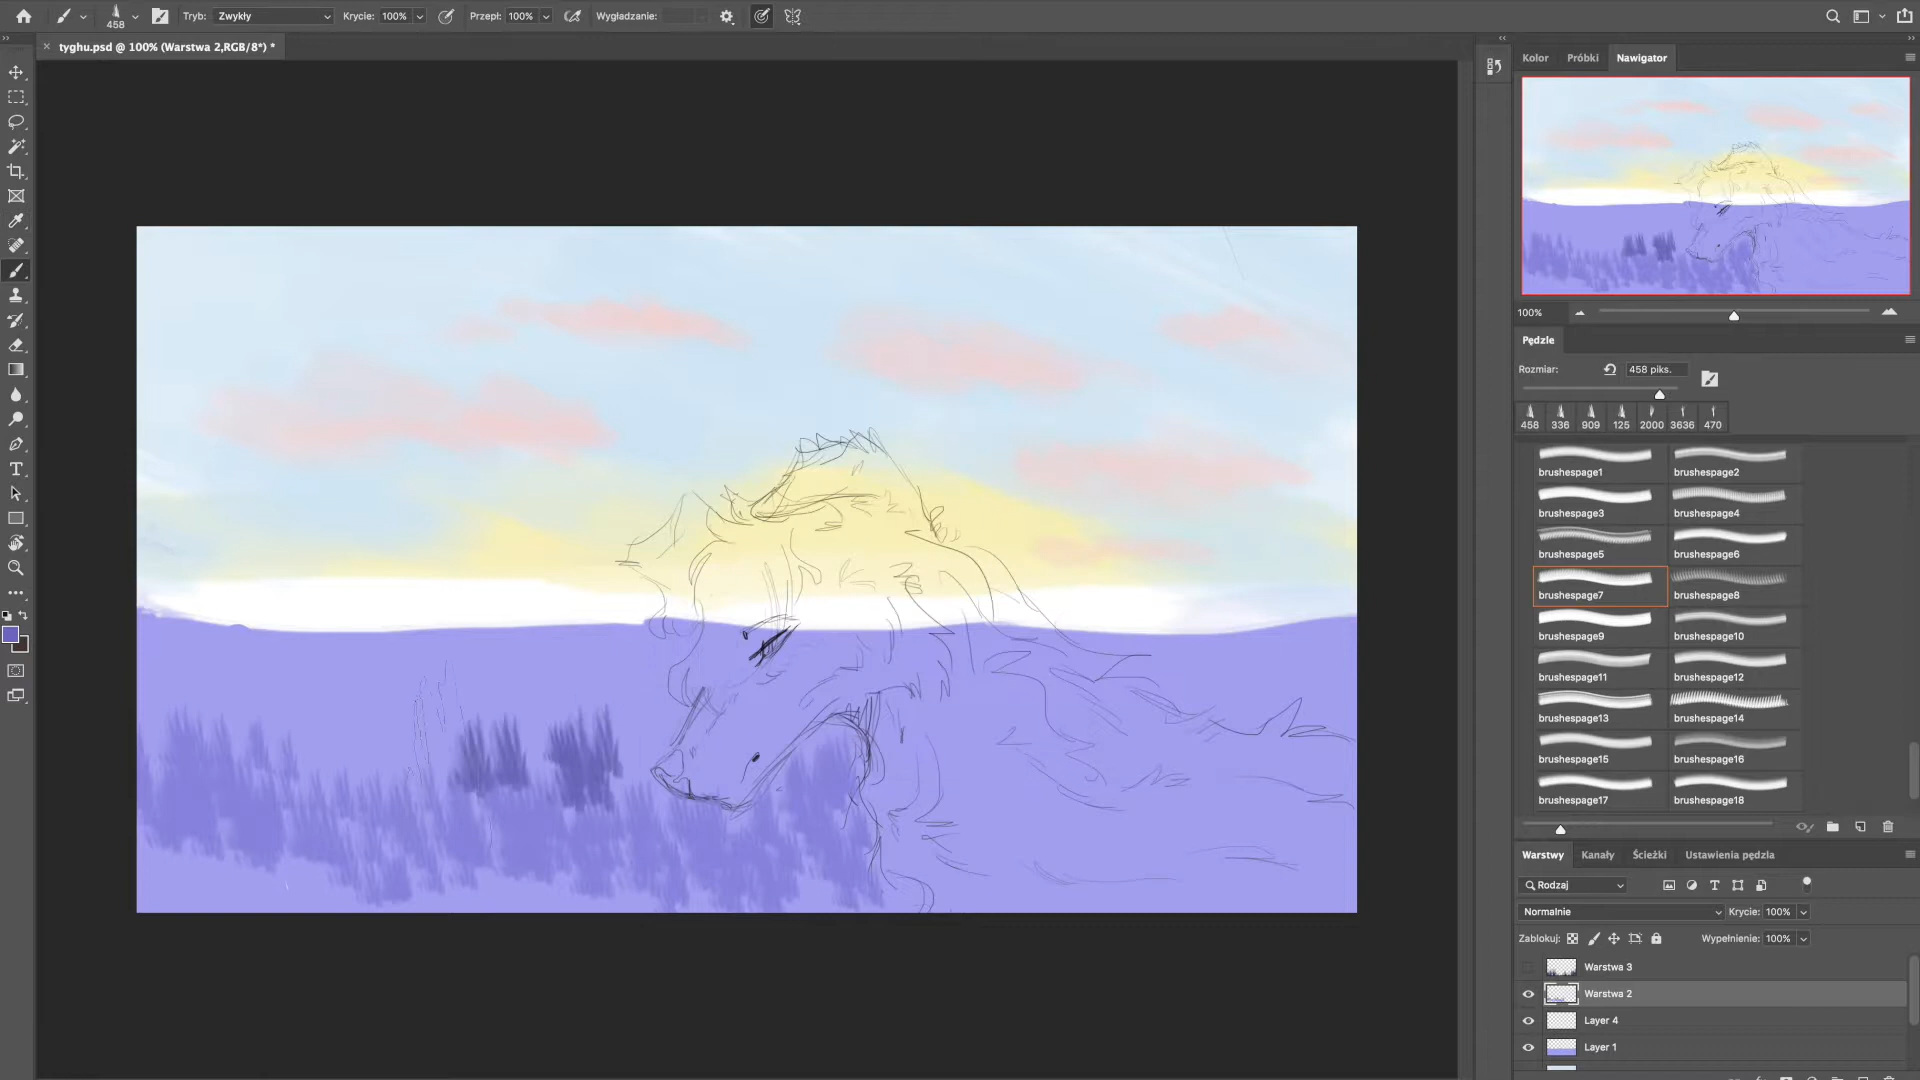 458
Tryb:
Zwykły
Krycie: 100%
Przepł: 100%
Wygładzanie:
tyghu.psd @ 100% (Warstwa 2,RGB/8*) *
Kolor
Próbki
Nawigator
100%
Pędzle
Rozmiar:
458 piks.
458 336 909 125 2000 3636 470
brushespage1
brushespage2
brushespage3
brushespage4
brushespage5
brushespage6
brushespage7
brushespage8
brushespage9
brushespage10
brushespage11
brushespage12
brushespage13
brushespage14
brushespage15
brushespage16
brushespage17
brushespage18
Warstwy
Kanały
Ścieżki
Ustawienia pędzla
Rodzaj
Normalnie
Krycie: 100%
Zablokuj:
Wypełnienie: 100%
Warstwa 3
Warstwa 2
Layer 4
Layer 1